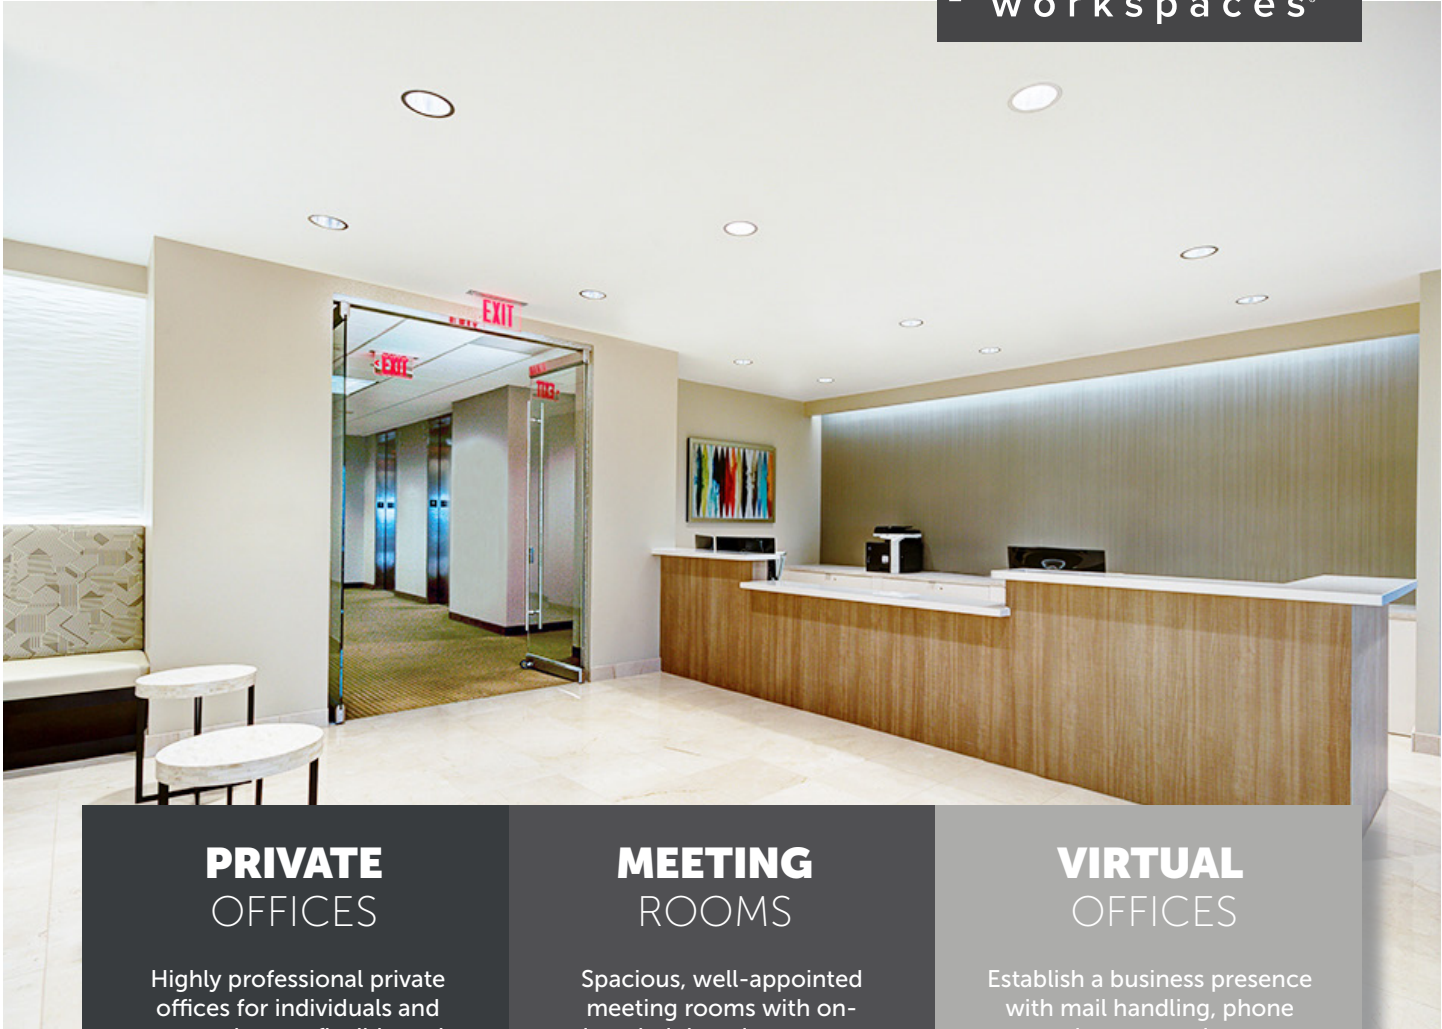 workspaces
EXIT
EXIT
PRIVATE
OFFICES
Highly professional private
offices for individuals and
MEETING
ROOMS
Spacious, well-appointed
meeting rooms with on-
VIRTUAL
OFFICES
Establish a business presence
with mail handling, phone